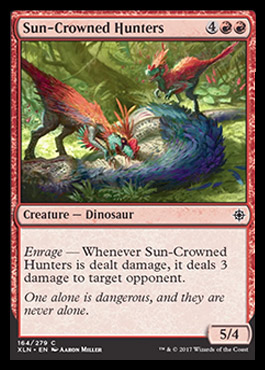 Sun-Crowned Hunters 4
Creature — Dinosaur
Enrage — Whenever Sun-Crowned
Hunters is dealt damage, it deals 3
damage to target opponent.
One alone is dangerous, and they are
never alone.
5/4
164/279 C
XLN • EN Aaron Miller ™ & © 2017 Wizards of the Coast